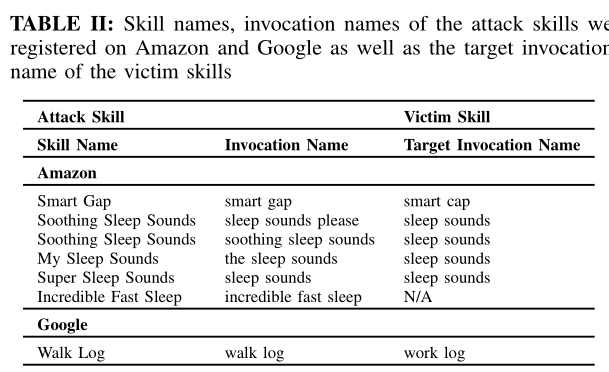 TABLE II: Skill names, invocation names of the attack skills we
registered on Amazon and Google as well as the target invocation
name of the victim skills
Attack Skill Victim Skill
Skill Name Invocation Name Target Invocation Name
Amazon
Smart Gap smart gap smart cap
Soothing Sleep Sounds sleep sounds please sleep sounds
Soothing Sleep Sounds soothing sleep sounds sleep sounds
My Sleep Sounds the sleep sounds sleep sounds
Super Sleep Sounds sleep sounds sleep sounds
Incredible Fast Sleep incredible fast sleep N/A
Google
Walk Log walk log work log